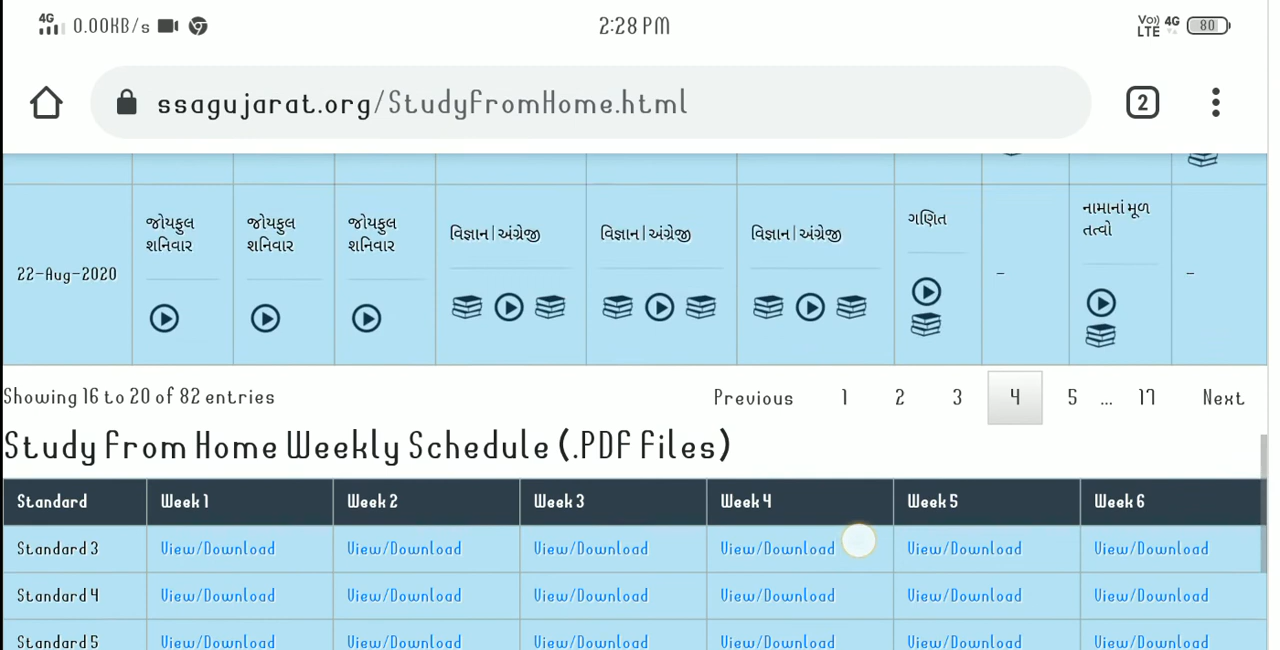 4G 0.00KB/s 2:28 PM Vo)) LTE 4G 80
ssagujarat.org/StudyFromHome.html 2
22-Aug-2020 જોયફુલ શનિવાર જોયફુલ શનિવાર જોયફુલ શનિવાર વિજ્ઞાન | અંગ્રેજી વિજ્ઞાન | અંગ્રેજી વિજ્ઞાન | અંગ્રેજી ગણિત - નામાનાં મૂળ તત્વો -
Showing 16 to 20 of 82 entries Previous 1 2 3 4 5 ... 17 Next
Study From Home Weekly Schedule (.PDF Files)
Standard Week 1 Week 2 Week 3 Week 4 Week 5 Week 6
Standard 3 View/Download View/Download View/Download View/Download View/Download View/Download
Standard 4 View/Download View/Download View/Download View/Download View/Download View/Download
Standard 5 View/Download View/Download View/Download View/Download View/Download View/Download